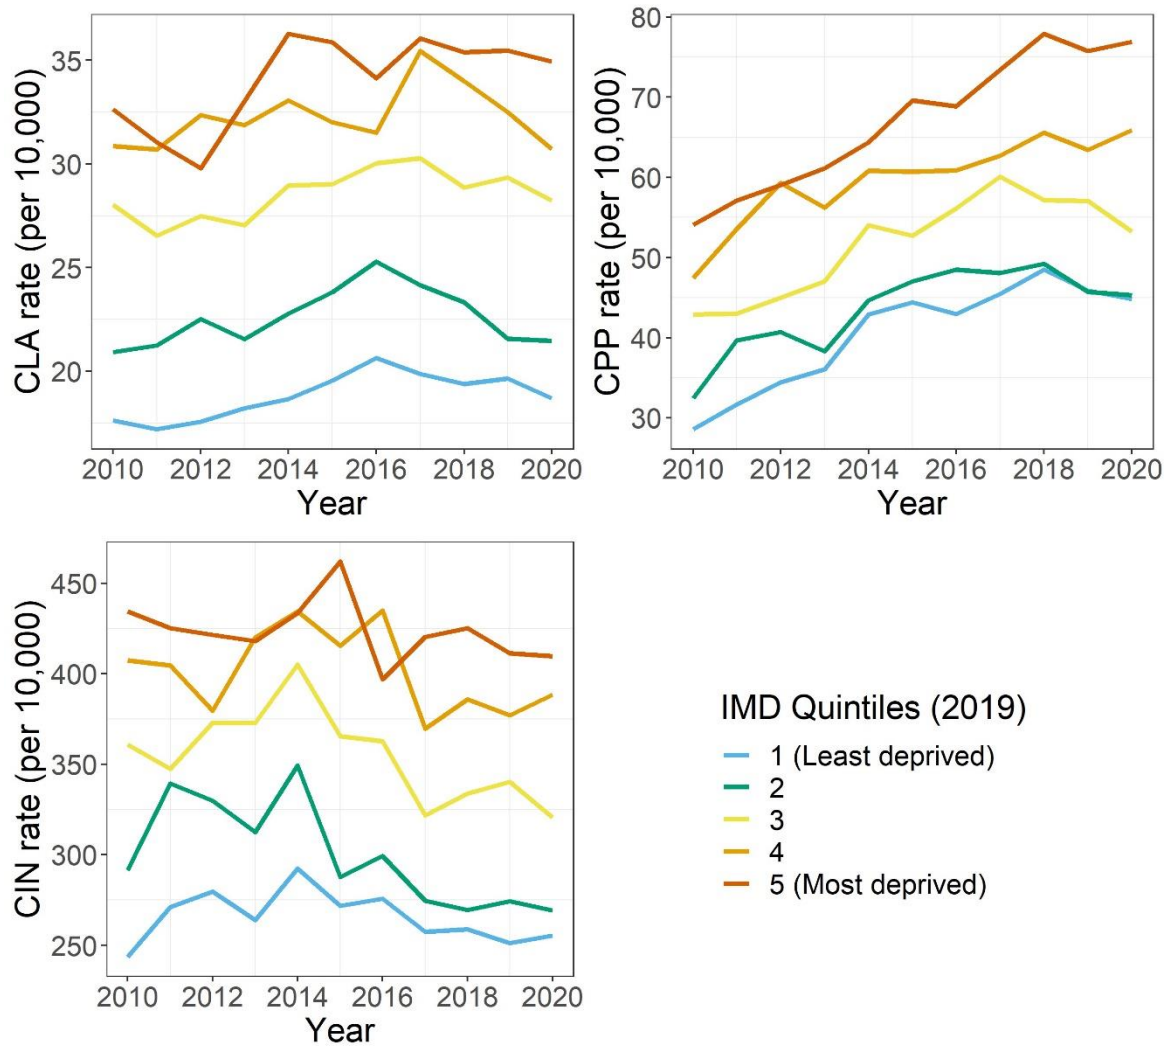 CLA rate (per 10,000)
35
30
25
20
2010 2012 2014 2016 2018 2020
Year
CPP rate (per 10,000)
80
70
60
50
40
30
2010 2012 2014 2016 2018 2020
Year
CIN rate (per 10,000)
450
400
350
300
250
2010 2012 2014 2016 2018 2020
Year
IMD Quintiles (2019)
1 (Least deprived)
2
3
4
5 (Most deprived)